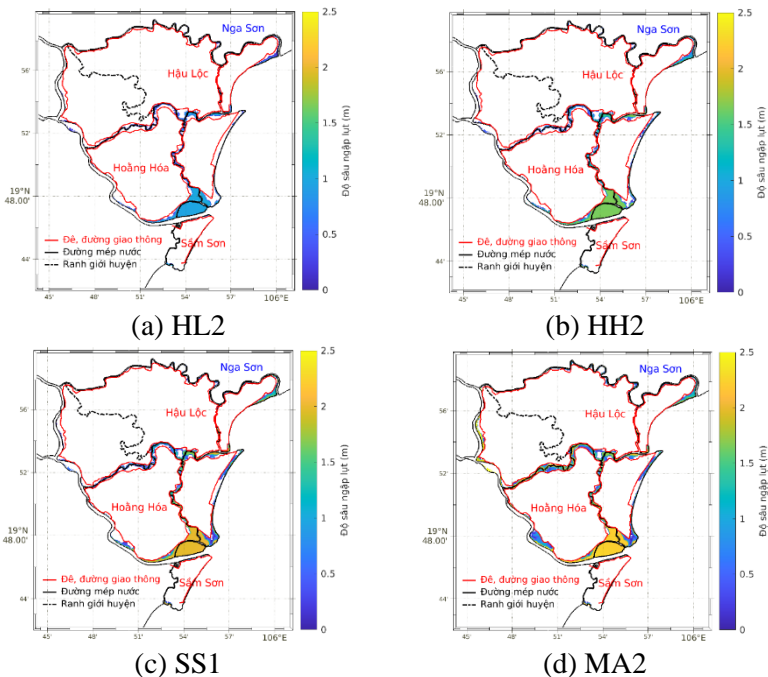 Nga Sơn
Hậu Lộc
Hoằng Hóa
Sầm Sơn
Đê, đường giao thông
Đường mép nước
Ranh giới huyện
56'
52'
19°N
48.00'
44'
45'
48'
51'
54'
57'
106°E
2.5
2
1.5
1
0.5
0
Độ sâu ngập lụt (m)
(a) HL2
Nga Sơn
Hậu Lộc
Hoằng Hóa
Sầm Sơn
Đê, đường giao thông
Đường mép nước
Ranh giới huyện
56'
52'
19°N
48.00'
44'
45'
48'
51'
54'
57'
106°E
2.5
2
1.5
1
0.5
0
Độ sâu ngập lụt (m)
(b) HH2
Nga Sơn
Hậu Lộc
Hoằng Hóa
Sầm Sơn
Đê, đường giao thông
Đường mép nước
Ranh giới huyện
56'
52'
19°N
48.00'
44'
45'
48'
51'
54'
57'
106°E
2.5
2
1.5
1
0.5
0
Độ sâu ngập lụt (m)
(c) SS1
Nga Sơn
Hậu Lộc
Hoằng Hóa
Sầm Sơn
Đê, đường giao thông
Đường mép nước
Ranh giới huyện
56'
52'
19°N
48.00'
44'
45'
48'
51'
54'
57'
106°E
2.5
2
1.5
1
0.5
0
Độ sâu ngập lụt (m)
(d) MA2